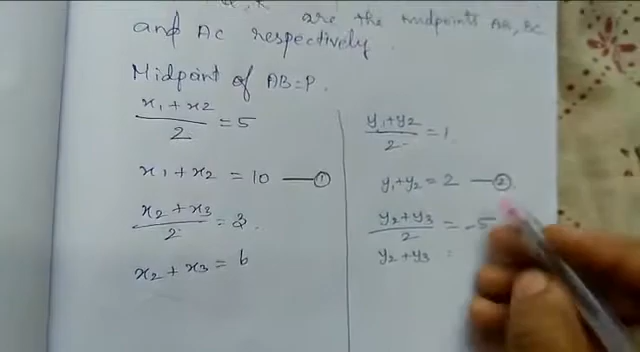 are the midpoints AB, BC
and AC respectively
Midpoint of AB = P.
x₁ + x₂ / 2 = 5
x₁ + x₂ = 10 —— ①
x₂ + x₃ / 2 = 3.
x₂ + x₃ = 6
y₁+y₂ / 2 = 1
y₁+y₂ = 2 — ②
y₂+y₃ / 2 = -5
y₂+y₃ =